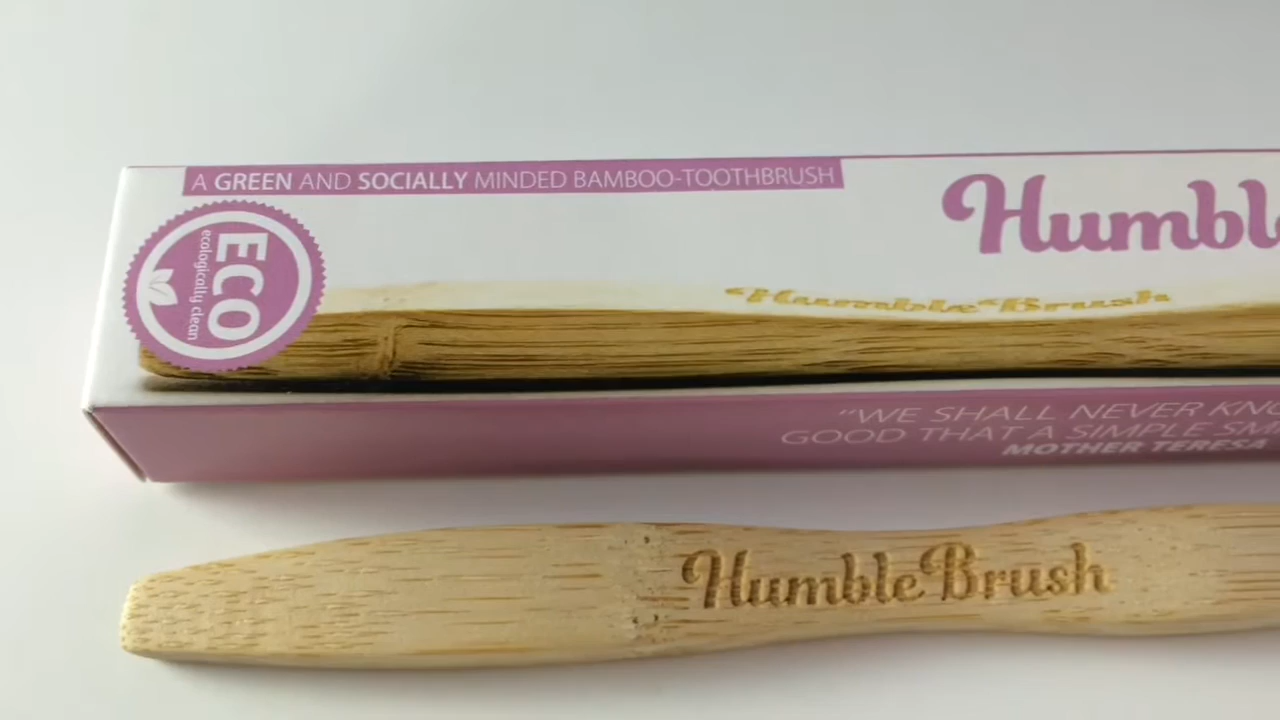 A GREEN AND SOCIALLY MINDED BAMBOO-TOOTHBRUSH
Humbl
ECO
ecologically clean
HumbleBrush
"WE SHALL NEVER KNO
GOOD THAT A SIMPLE SM
MOTHER TERESA
HumbleBrush